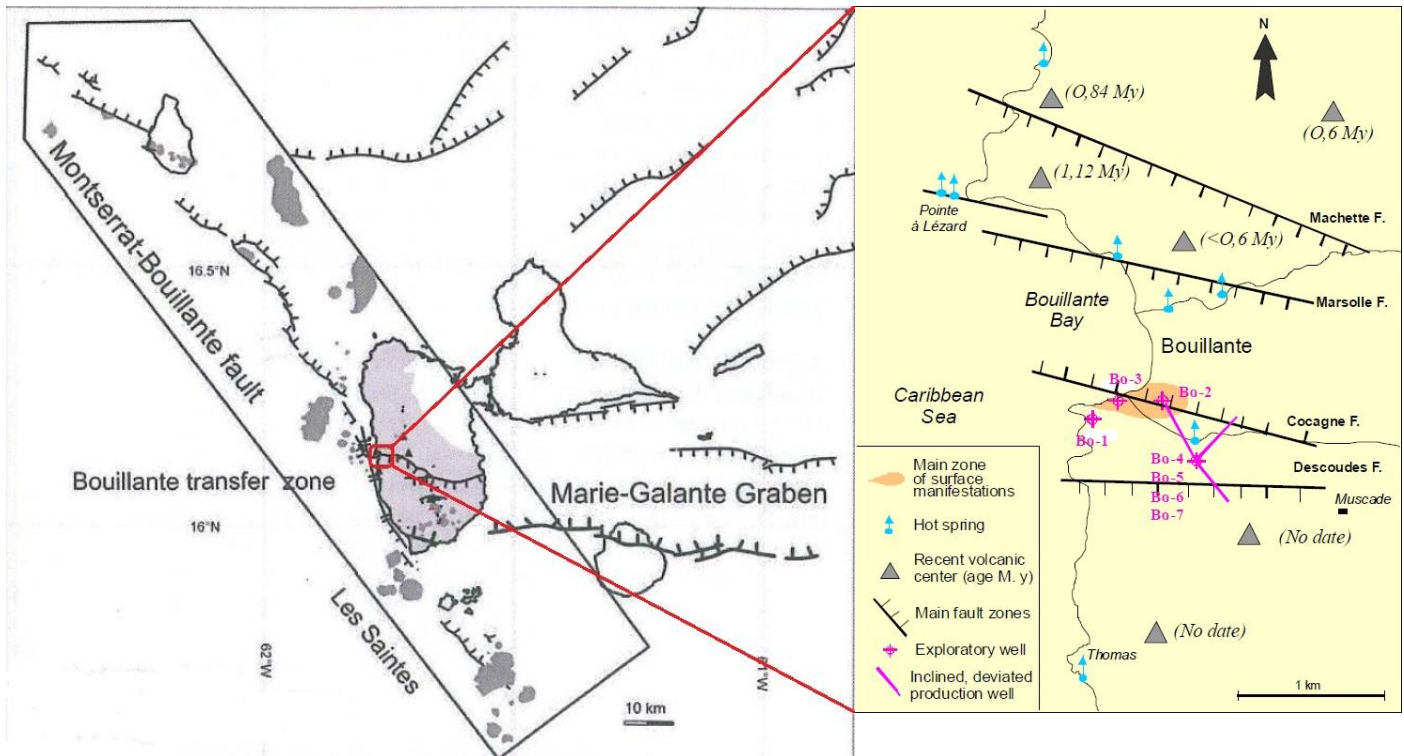 Montserrat-Bouillante fault
16.5°N
Bouillante transfer zone
16°N
Marie-Galante Graben
Les Saintes
62°W
61°W
10 km
N
(O,84 My)
(O,6 My)
(1,12 My)
Pointe
à Lézard
Machette F.
(<O,6 My)
Bouillante
Bay
Marsolle F.
Bouillante
Bo-3
Bo-2
Caribbean
Sea
Bo-1
Cocagne F.
Bo-4
Bo-5
Bo-6
Bo-7
Descoudes F.
Muscade
(No date)
(No date)
Thomas
1 km
Main zone
of surface
manifestations
Hot spring
Recent volcanic
center (age M. y)
Main fault zones
Exploratory well
Inclined, deviated
production well